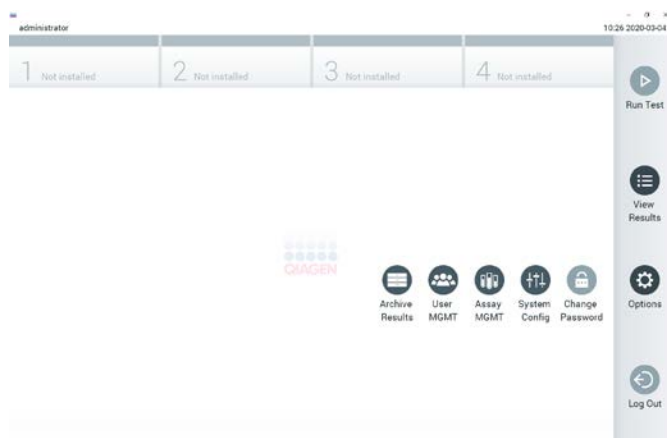 administrator
10:26 2020-03-04
1 Not installed
2 Not installed
3 Not installed
4 Not installed
Run Test
View
Results
QIAGEN
Archive
Results
User
MGMT
Assay
MGMT
System
Config
Change
Password
Options
Log Out